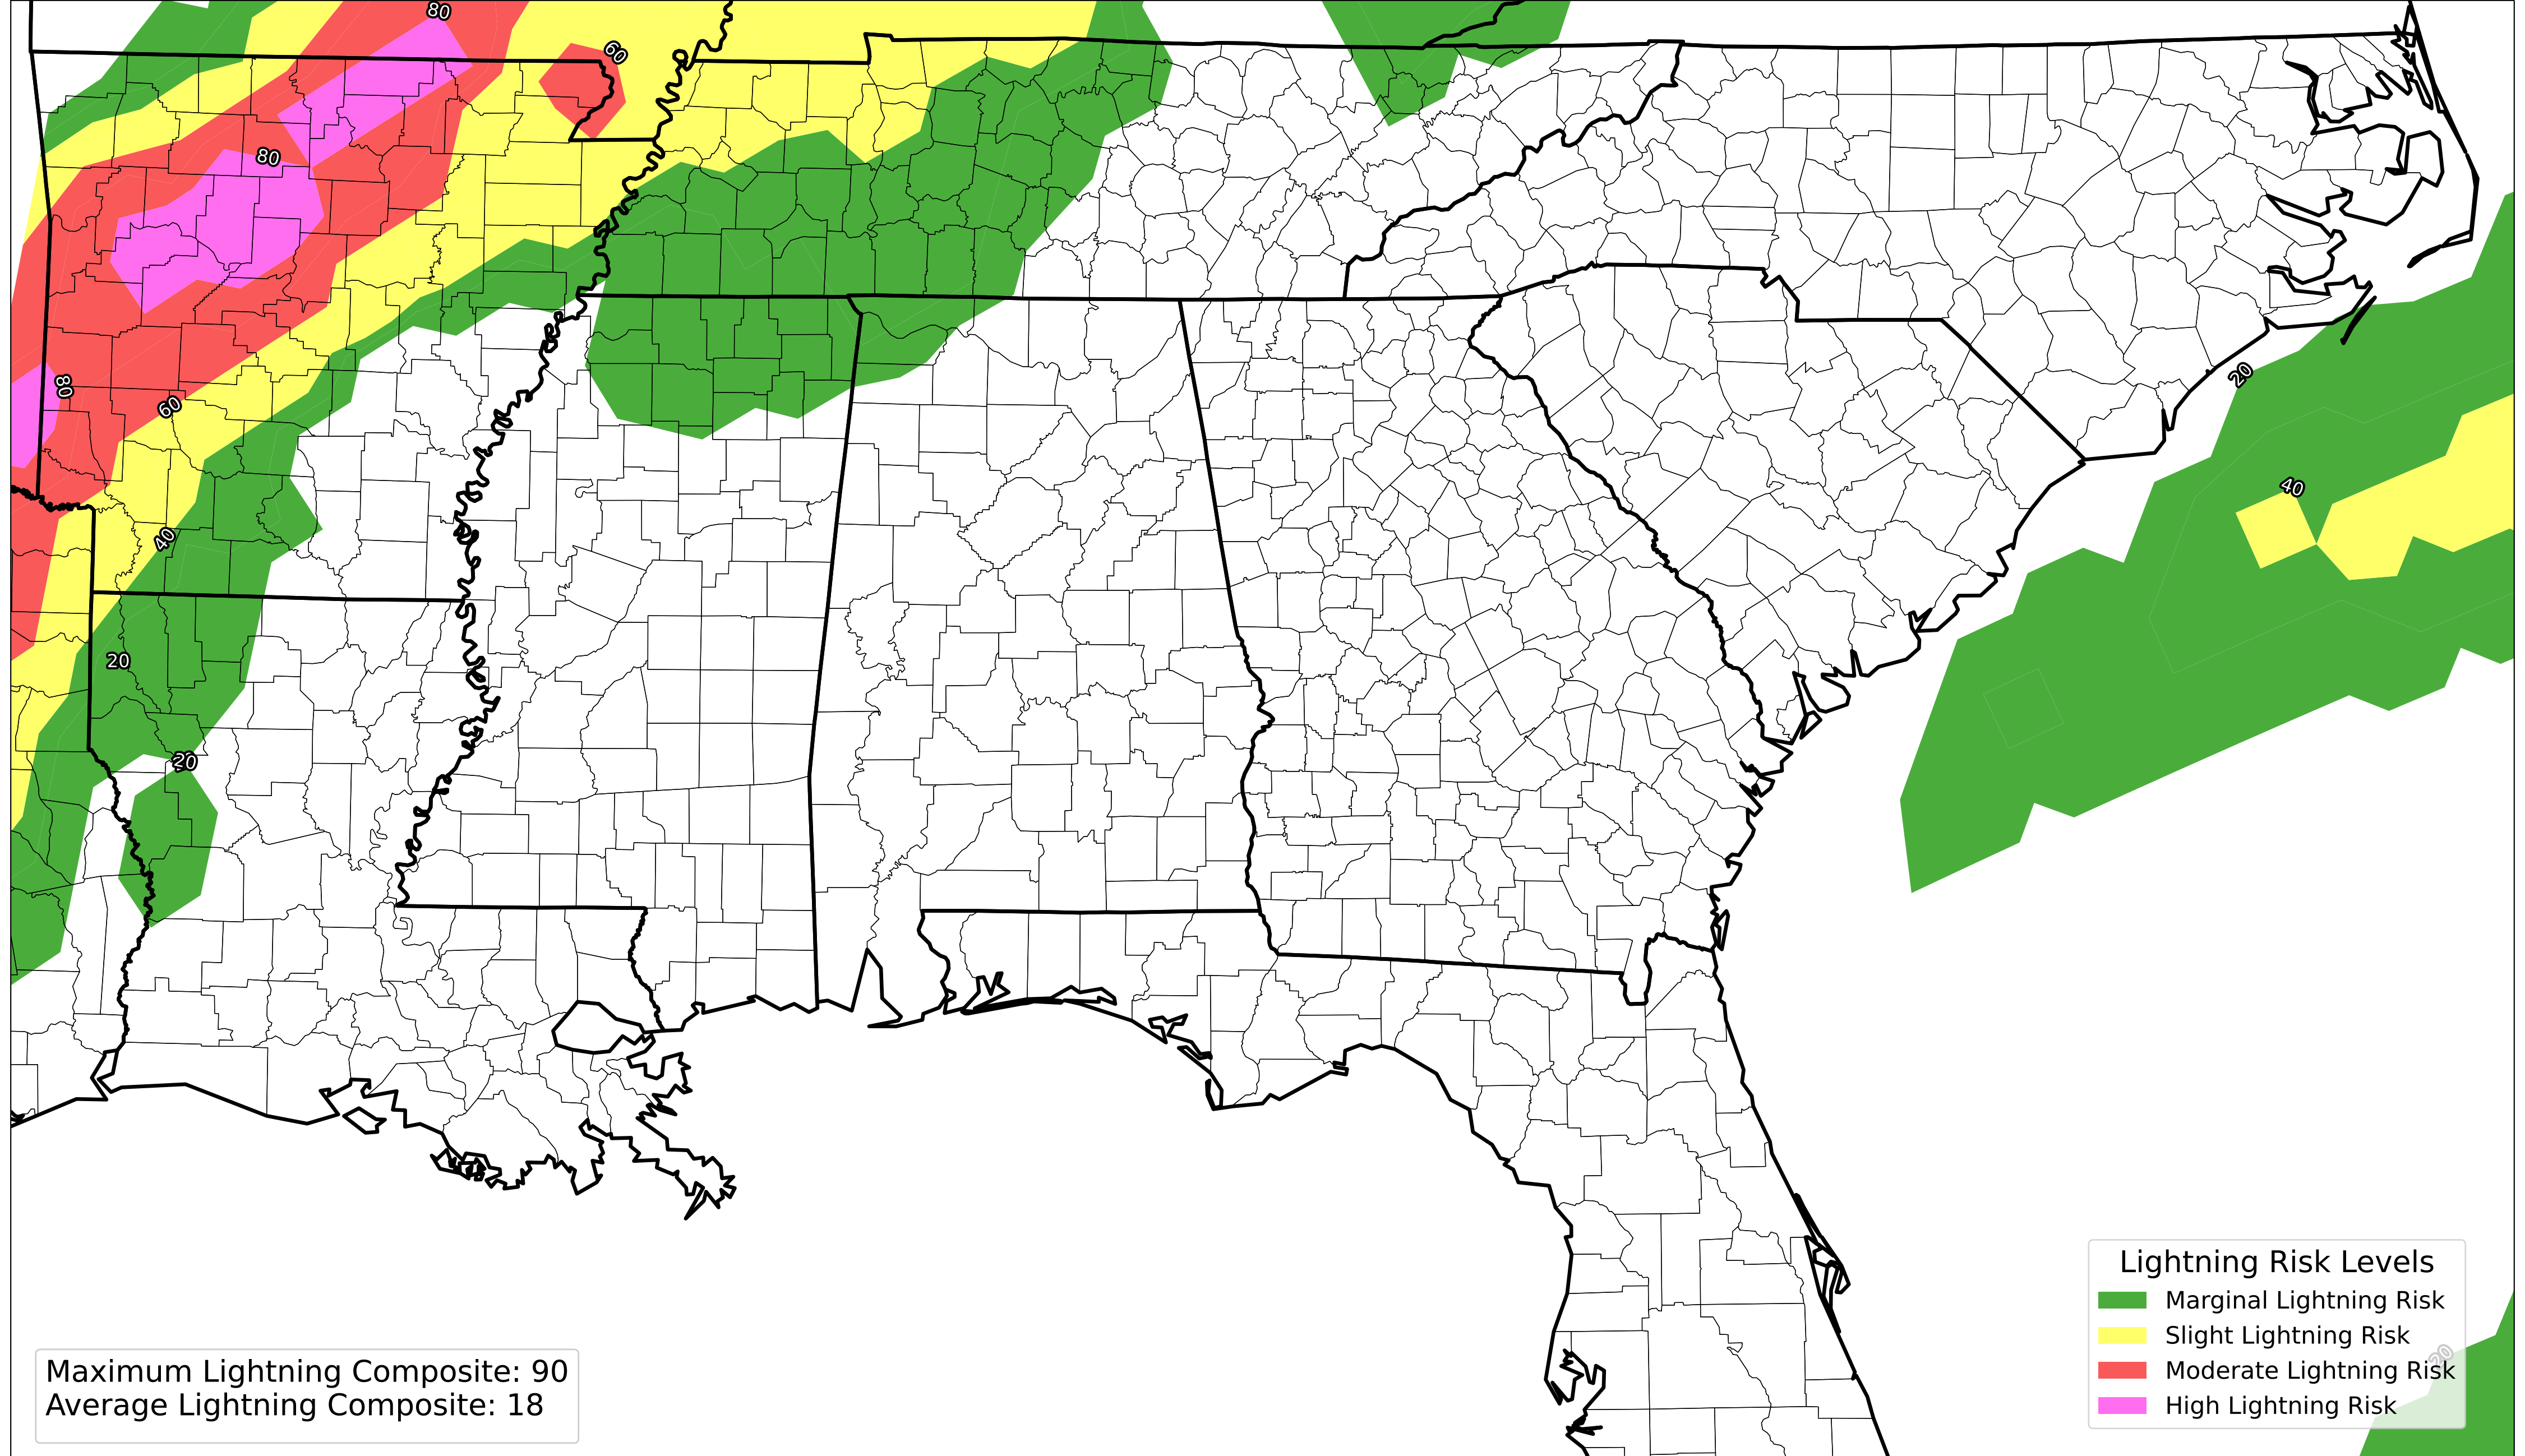 80
60
80
80
60
20
40
40
20
20
Lightning Risk Levels
Marginal Lightning Risk
Slight Lightning Risk
20
Moderate Lightning Risk
High Lightning Risk
Maximum Lightning Composite: 90
Average Lightning Composite: 18